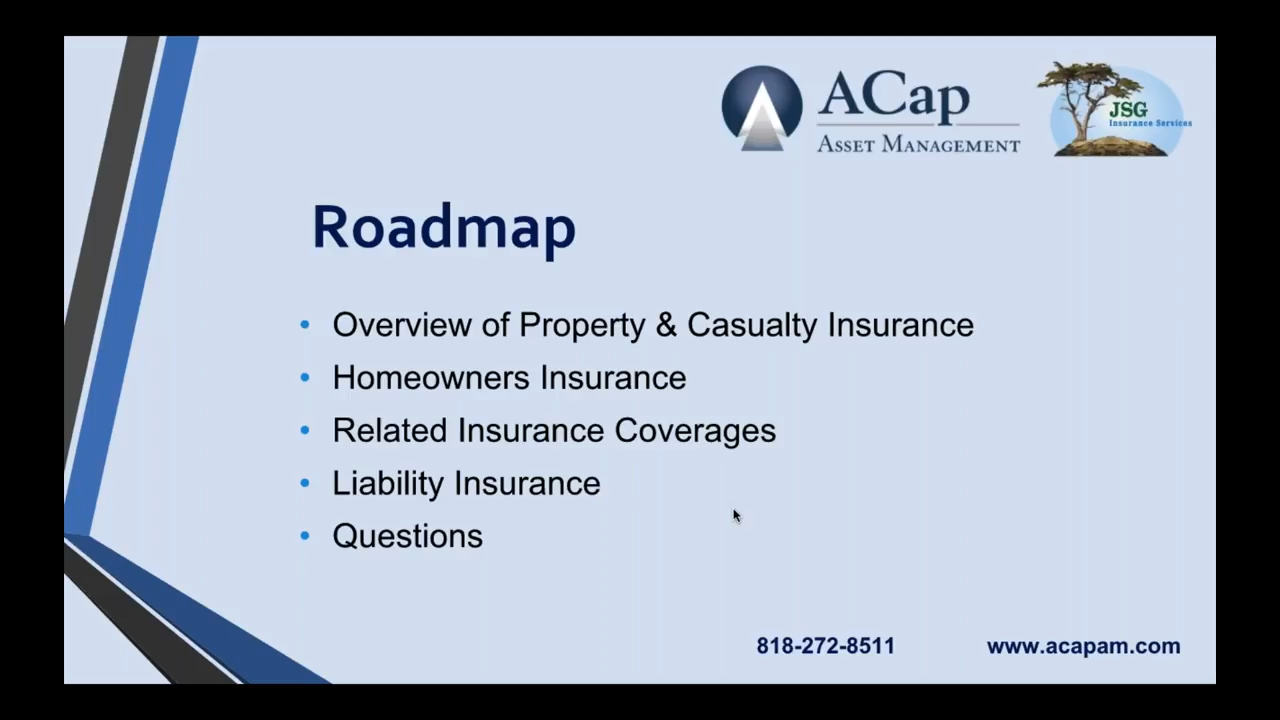 ACap
ASSET MANAGEMENT
JSG
Insurance Services
Roadmap
• Overview of Property & Casualty Insurance
• Homeowners Insurance
• Related Insurance Coverages
• Liability Insurance
• Questions
818-272-8511
www.acapam.com